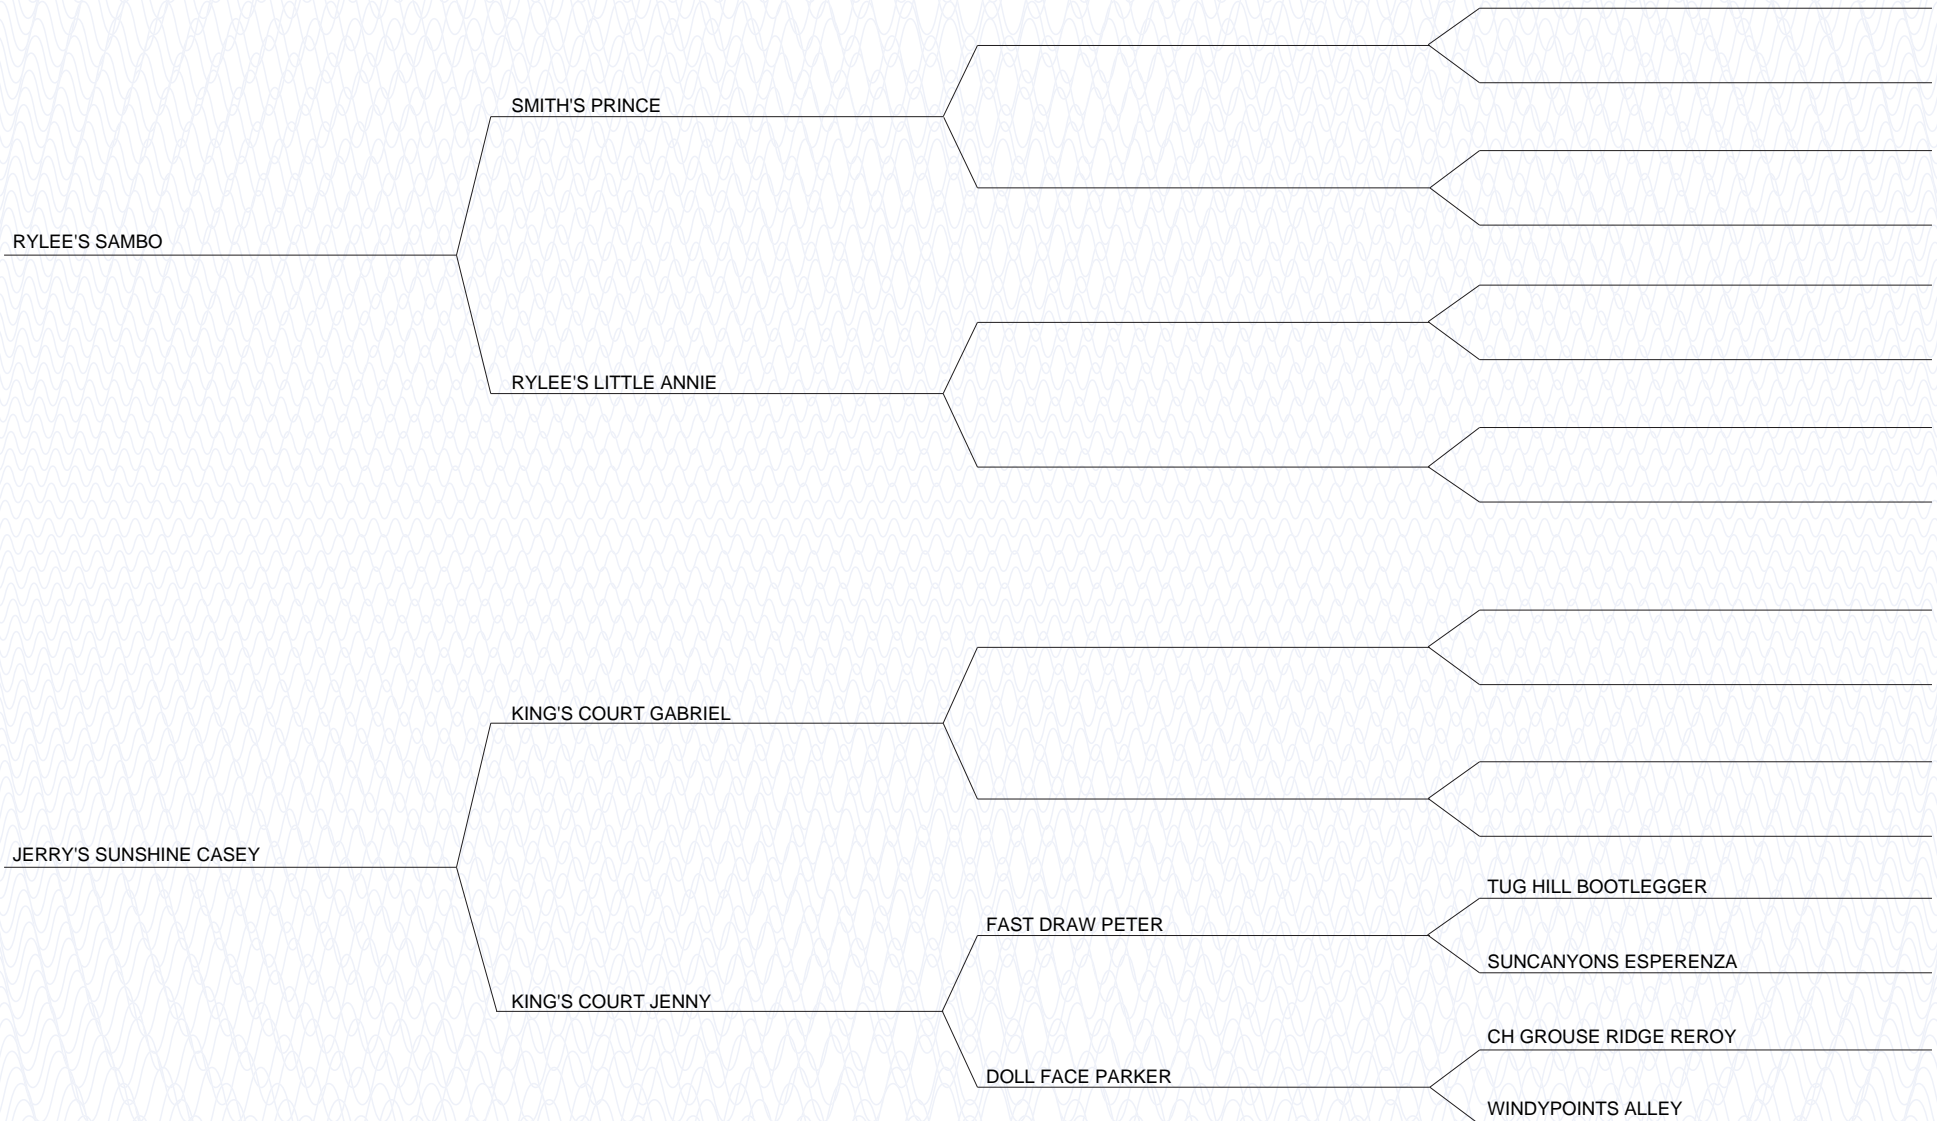 SMITH'S PRINCE
RYLEE'S SAMBO
RYLEE'S LITTLE ANNIE
KING'S COURT GABRIEL
JERRY'S SUNSHINE CASEY
TUG HILL BOOTLEGGER
FAST DRAW PETER
SUNCANYONS ESPERENZA
KING'S COURT JENNY
CH GROUSE RIDGE REROY
DOLL FACE PARKER
WINDYPOINTS ALLEY